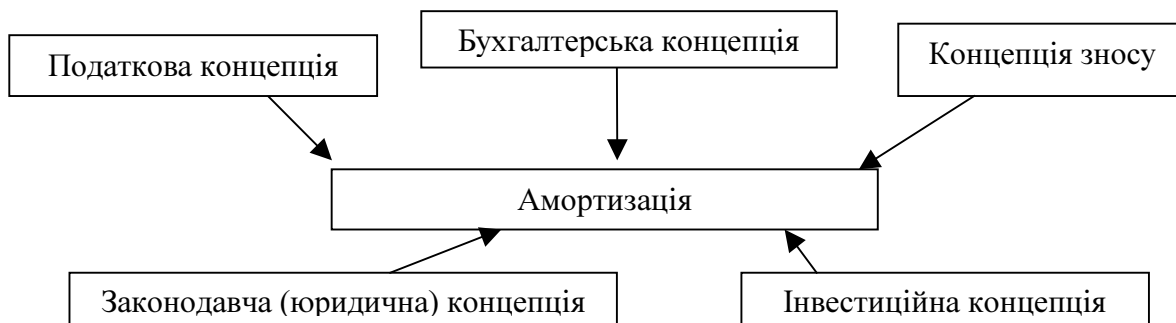 Податкова концепція
Бухгалтерська концепція
Концепція зносу
Амортизація
Законодавча (юридична) концепція
Інвестиційна концепція